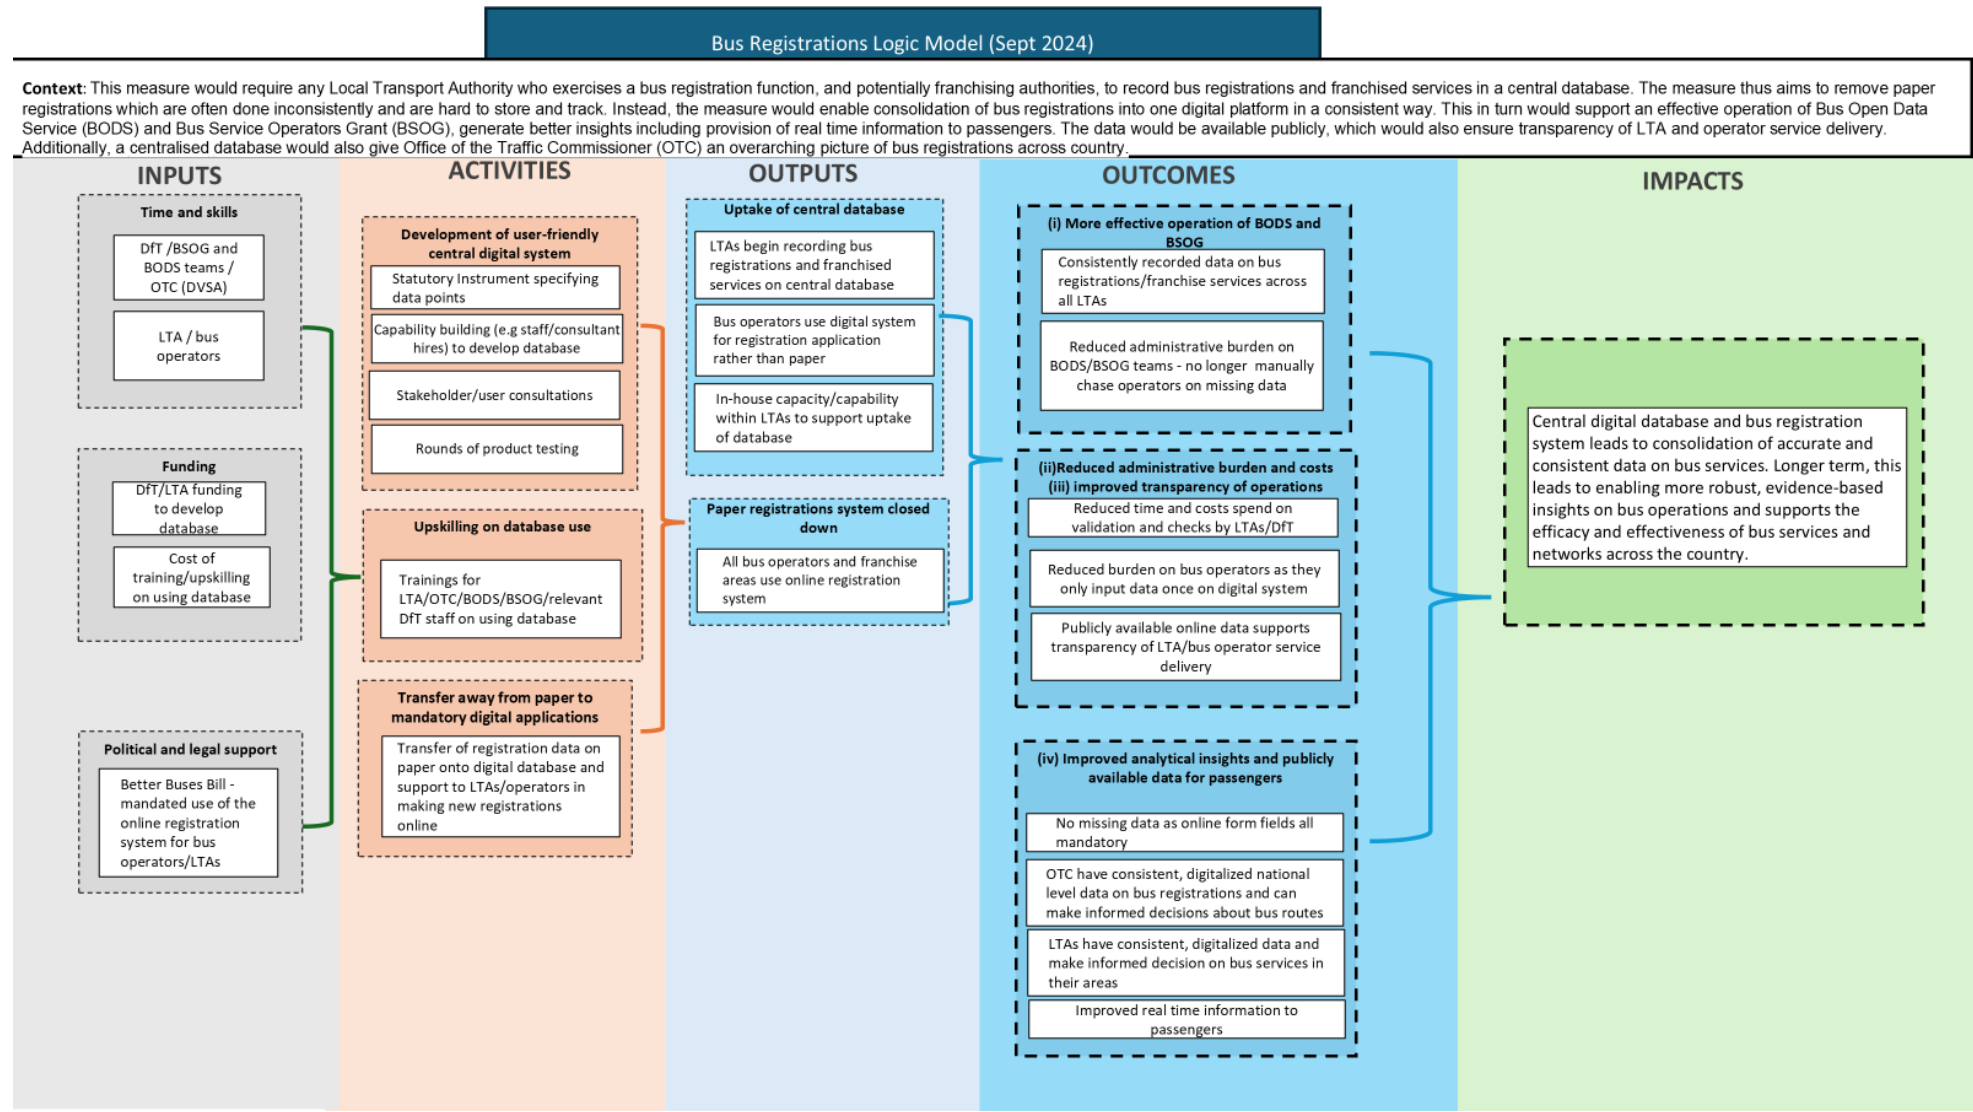 Bus Registrations Logic Model (Sept 2024)
Context: This measure would require any Local Transport Authority who exercises a bus registration function, and potentially franchising authorities, to record bus registrations and franchised services in a central database. The measure thus aims to remove paper
registrations which are often done inconsistently and are hard to store and track. Instead, the measure would enable consolidation of bus registrations into one digital platform in a consistent way. This in turn would support an effective operation of Bus Open Data
Service (BODS) and Bus Service Operators Grant (BSOG), generate better insights including provision of real time information to passengers. The data would be available publicly, which would also ensure transparency of LTA and operator service delivery.
Additionally, a centralised database would also give Office of the Traffic Commissioner (OTC) an overarching picture of bus registrations across country.
INPUTS
Time and skills
DfT /BSOG and
BODS teams /
OTC (DVSA)
LTA / bus
operators
Funding
DfT/LTA funding
to develop
database
Cost of
training/upskilling
on using database
Political and legal support
Better Buses Bill -
mandated use of the
online registration
system for bus
operators/LTAs
ACTIVITIES
Development of user-friendly
central digital system
Statutory Instrument specifying
data points
Capability building (e.g staff/consultant
hires) to develop database
Stakeholder/user consultations
Rounds of product testing
Upskilling on database use
Trainings for
LTA/OTC/BODS/BSOG/relevant
DfT staff on using database
Transfer away from paper to
mandatory digital applications
Transfer of registration data on
paper onto digital database and
support to LTAs/operators in
making new registrations
online
OUTPUTS
Uptake of central database
LTAs begin recording bus
registrations and franchised
services on central database
Bus operators use digital system
for registration application
rather than paper
In-house capacity/capability
within LTAs to support uptake
of database
Paper registrations system closed
down
All bus operators and franchise
areas use online registration
system
OUTCOMES
(i) More effective operation of BODS and
BSOG
Consistently recorded data on bus
registrations/franchise services across
all LTAs
Reduced administrative burden on
BODS/BSOG teams - no longer manually
chase operators on missing data
(ii)Reduced administrative burden and costs
(iii) improved transparency of operations
Reduced time and costs spend on
validation and checks by LTAs/DfT
Reduced burden on bus operators as they
only input data once on digital system
Publicly available online data supports
transparency of LTA/bus operator service
delivery
(iv) Improved analytical insights and publicly
available data for passengers
No missing data as online form fields all
mandatory
OTC have consistent, digitalized national
level data on bus registrations and can
make informed decisions about bus routes
LTAs have consistent, digitalized data and
make informed decision on bus services in
their areas
Improved real time information to
passengers
IMPACTS
Central digital database and bus registration
system leads to consolidation of accurate and
consistent data on bus services. Longer term, this
leads to enabling more robust, evidence-based
insights on bus operations and supports the
efficacy and effectiveness of bus services and
networks across the country.